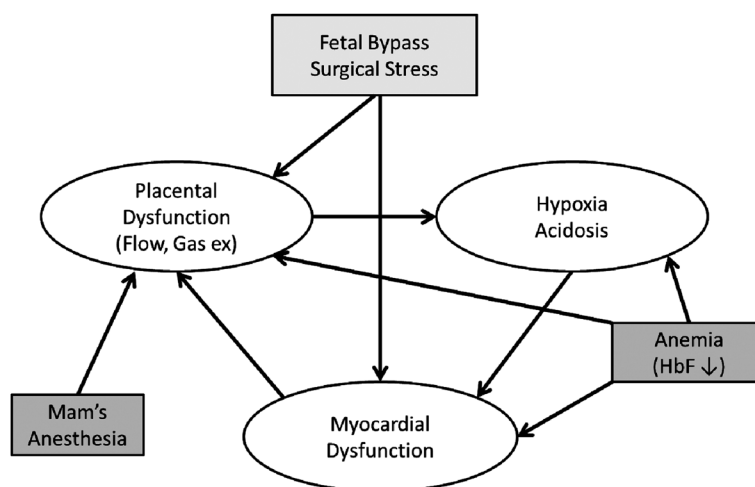 Fetal Bypass
Surgical Stress
Placental
Dysfunction
(Flow, Gas ex)
Hypoxia
Acidosis
Anemia
(HbF ↓)
Mam's
Anesthesia
Myocardial
Dysfunction